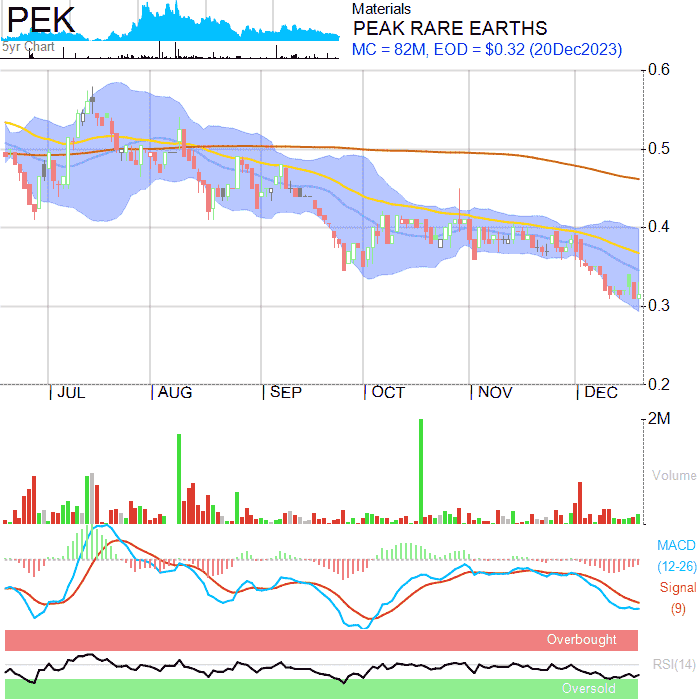 PEK
5yr Chart
Materials
PEAK RARE EARTHS
MC = 82M, EOD = $0.32 (20Dec2023)
0.6
0.5
0.4
0.3
0.2
JUL AUG SEP OCT NOV DEC
2M
Volume
MACD
(12-26)
Signal
(9)
Overbought
RSI(14)
Oversold